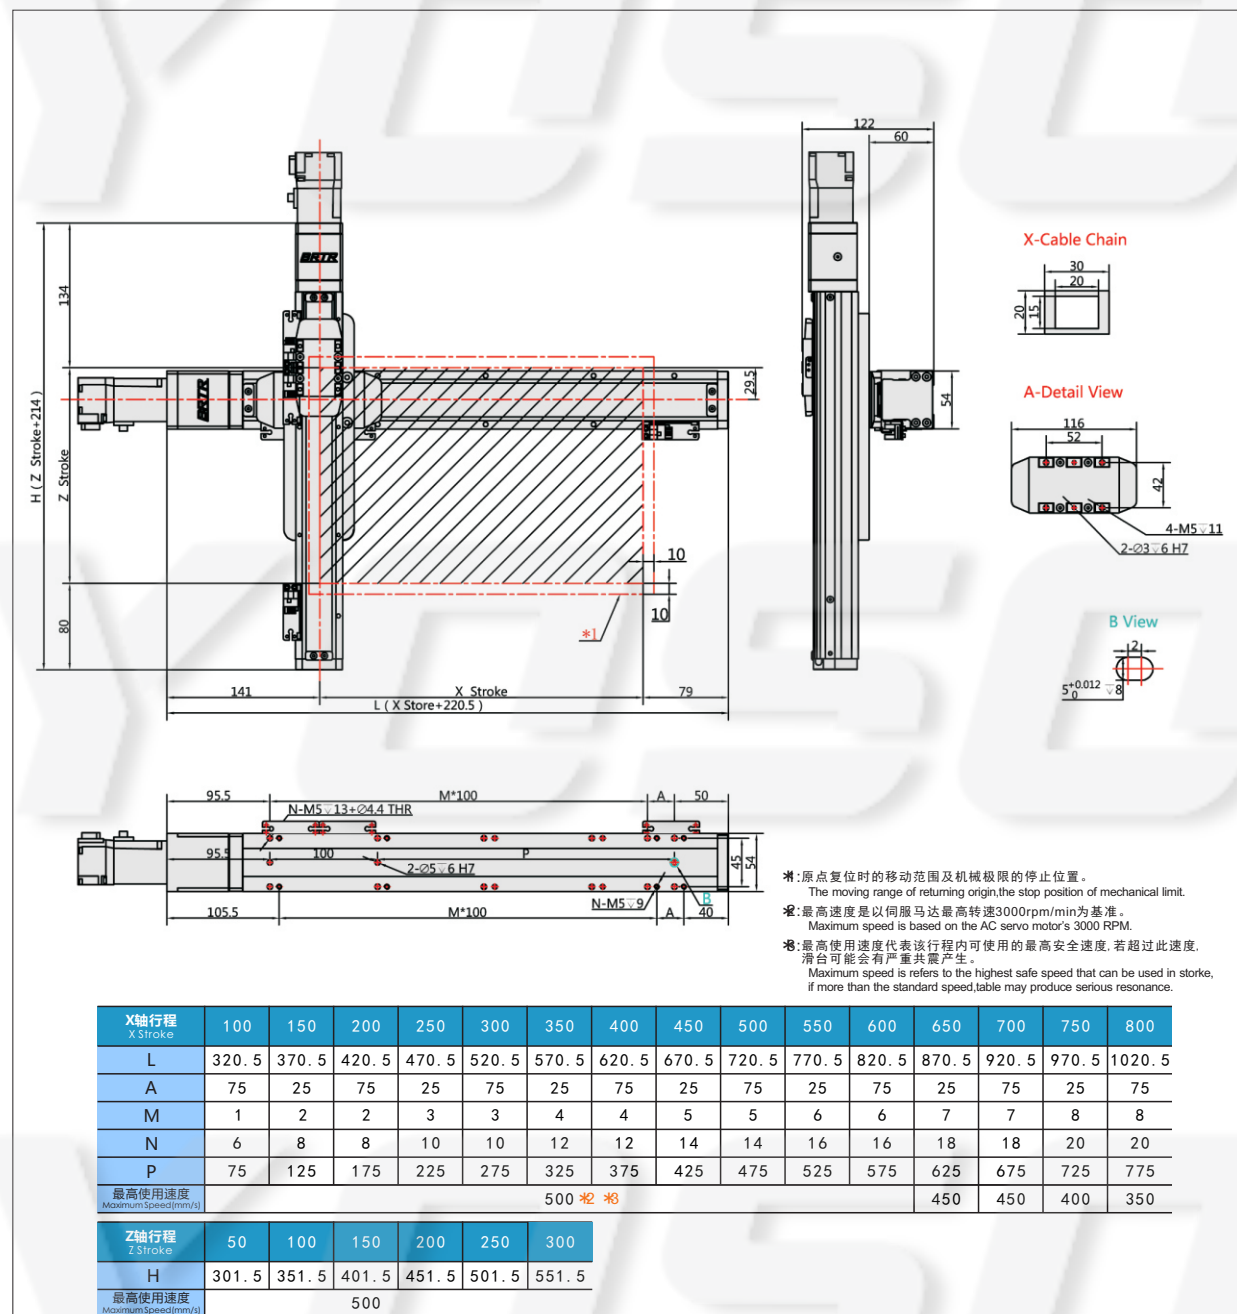 YOSO
122
60
X-Cable Chain
30
20
20
15
134
BRTR
BRTR
29.5
54
A-Detail View
116
52
42
4-M5▽11
2-∅3▽6 H7
H ( Z Stroke+214)
Z Stroke
80
10
10
*1
B View
2
5 +0.012 0 ▽8
141
X Stroke
79
L ( X Store+220.5 )
YOSO
95.5
M*100
A
50
N-M5▽13+∅4.4 THR
95.5
100
P
2-∅5▽6 H7
45
54
N-M5▽9
B
105.5
M*100
A
40
*1:原点复位时的移动范围及机械极限的停止位置。
The moving range of returning origin,the stop position of mechanical limit.
*2:最高速度是以伺服马达最高转速3000rpm/min为基准。
Maximum speed is based on the AC servo motor's 3000 RPM.
*3:最高使用速度代表该行程内可使用的最高安全速度,若超过此速度,
滑台可能会有严重共震产生。
Maximum speed is refers to the highest safe speed that can be used in storke,
if more than the standard speed,table may produce serious resonance.
X轴行程 100 150 200 250 300 350 400 450 500 550 600 650 700 750 800
X Stroke
L 320.5 370.5 420.5 470.5 520.5 570.5 620.5 670.5 720.5 770.5 820.5 870.5 920.5 970.5 1020.5
A 75 25 75 25 75 25 75 25 75 25 75 25 75 25 75
M 1 2 2 3 3 4 4 5 5 6 6 7 7 8 8
N 6 8 8 10 10 12 12 14 14 16 16 18 18 20 20
P 75 125 175 225 275 325 375 425 475 525 575 625 675 725 775
最高使用速度 500 *2 *3 450 450 400 350
Maximum Speed(mm/s)
Z轴行程 50 100 150 200 250 300
Z Stroke
H 301.5 351.5 401.5 451.5 501.5 551.5
最高使用速度 500
Maximum Speed(mm/s)